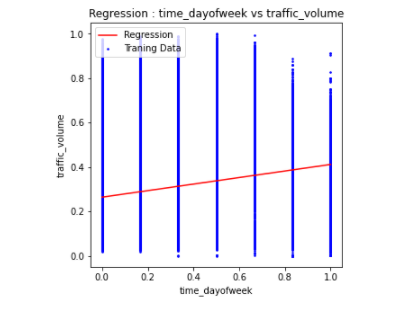 Regression : time_dayofweek vs traffic_volume
Regression
Traning Data
1.0
0.8
0.6
0.4
0.2
0.0
traffic_volume
0.0 0.2 0.4 0.6 0.8 1.0
time_dayofweek